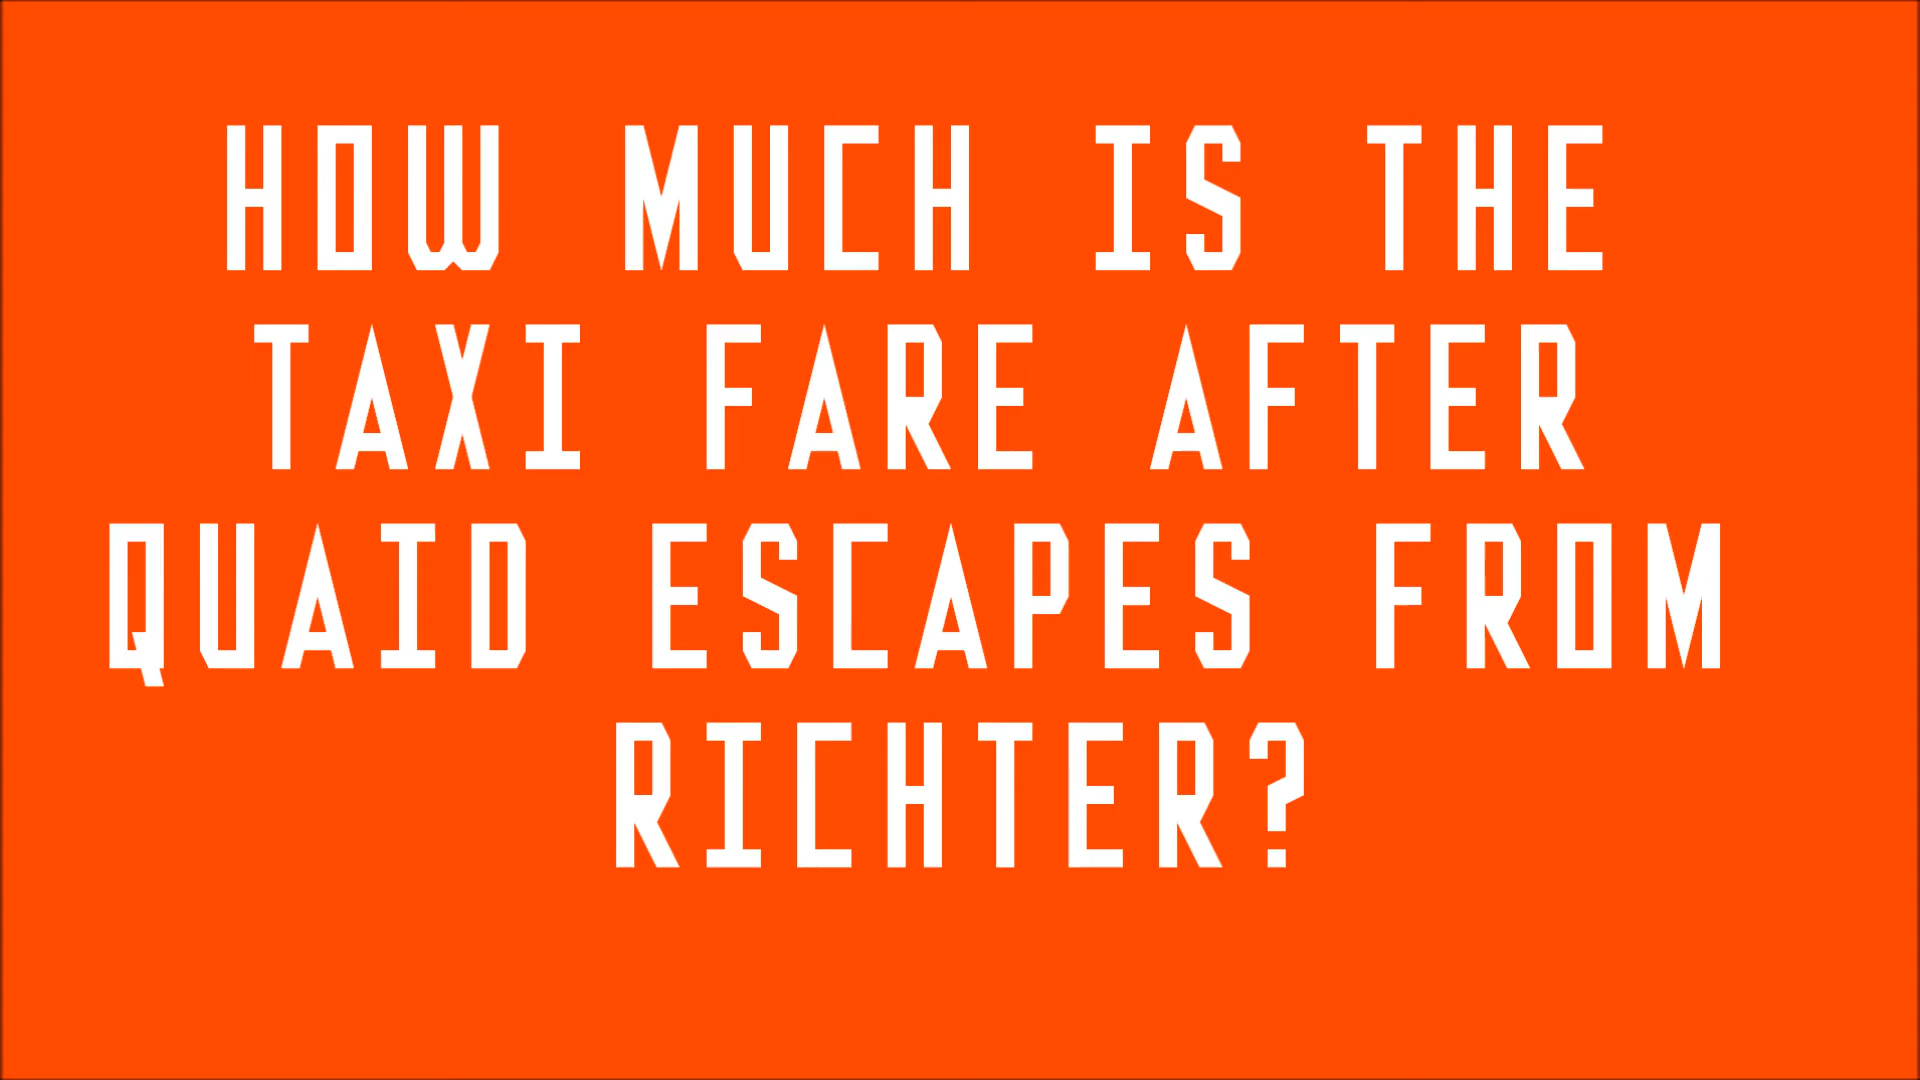 HOW MUCH IS THE
TAXI FARE AFTER
QUAID ESCAPES FROM
RICHTER?